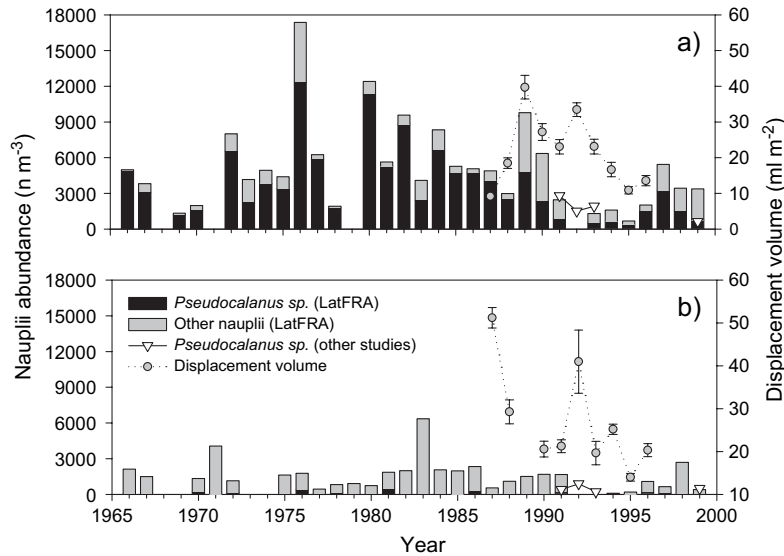 18000
15000
12000
9000
6000
3000
0
60
50
40
30
20
10
0
a)
18000
15000
12000
9000
6000
3000
0
60
50
40
30
20
10
b)
Pseudocalanus sp. (LatFRA)
Other nauplii (LatFRA)
Pseudocalanus sp. (other studies)
Displacement volume
Nauplii abundance (n m-3)
Displacement volume (ml m-2)
1965 1970 1975 1980 1985 1990 1995 2000
Year